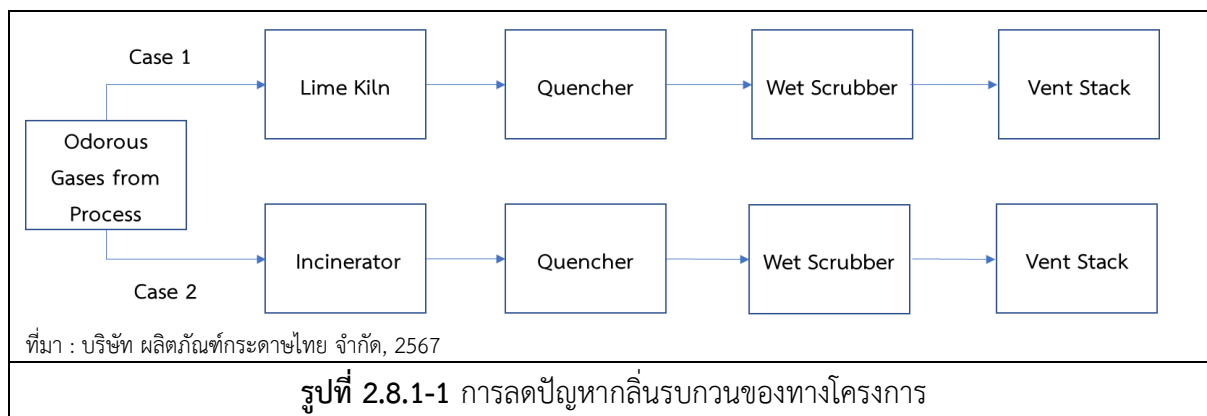 Case 1
Lime Kiln
Quencher
Wet Scrubber
Vent Stack
Odorous
Gases from
Process
Incinerator
Quencher
Wet Scrubber
Vent Stack
Case 2
ที่มา : บริษัท ผลิตภัณฑ์กระดาษไทย จำกัด, 2567
รูปที่ 2.8.1-1 การลดปัญหากลิ่นรบกวนของทางโครงการ